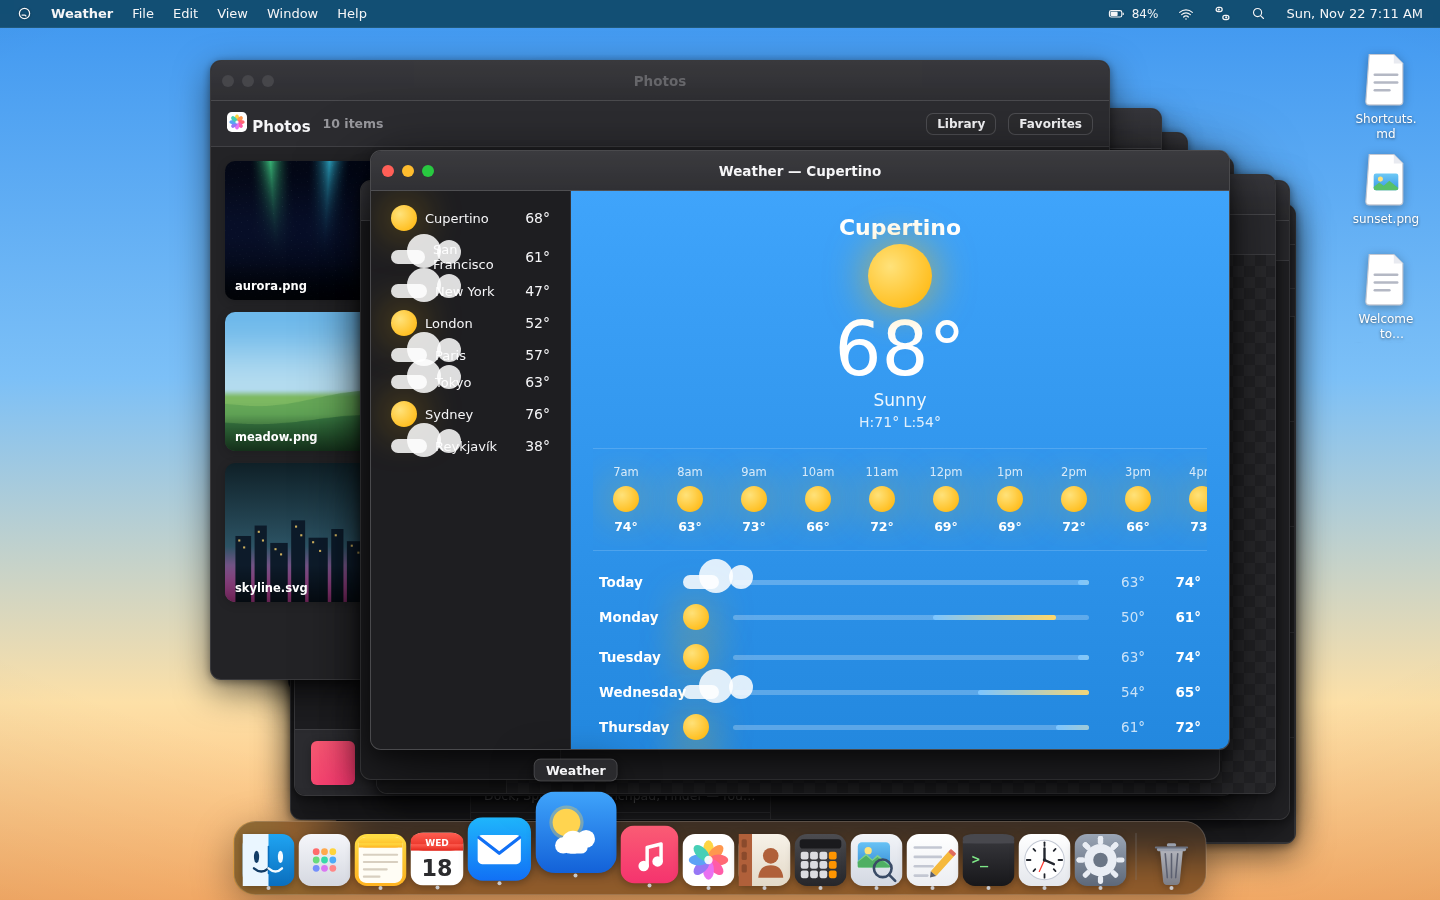 Weather File Edit View Window Help 84% Sun, Nov 22 7:11 AM
Shortcuts.
md
sunset.png
Welcome
to...
Photos
Photos 10 items Library Favorites
aurora.png
meadow.png
skyline.svg
Weather — Cupertino
Cupertino 68°
San
Francisco 61°
New York 47°
London 52°
Paris 57°
Tokyo 63°
Sydney 76°
Reykjavík 38°
Cupertino
68°
Sunny
H:71° L:54°
7am 8am 9am 10am 11am 12pm 1pm 2pm 3pm
74° 63° 73° 66° 72° 69° 69° 72° 66° 73
Today 63° 74°
Monday 50° 61°
Tuesday 63° 74°
Wednesday 54° 65°
Thursday 61° 72°
Weather
WED
18
>_